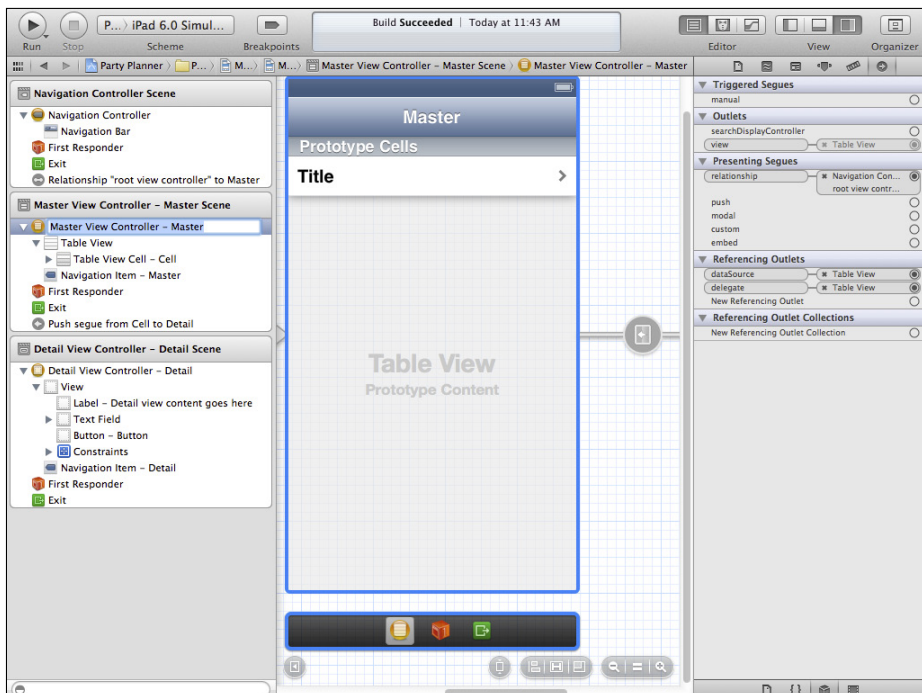 P... iPad 6.0 Simul...
Build Succeeded | Today at 11:43 AM
Run Stop Scheme Breakpoints Editor View Organizer
Party Planner P... M... M... Master View Controller – Master Scene Master View Controller – Master
Navigation Controller Scene
Navigation Controller
Navigation Bar
First Responder
Exit
Relationship "root view controller" to Master
Master View Controller – Master Scene
Master View Controller – Master
Table View
Table View Cell – Cell
Navigation Item – Master
First Responder
Exit
Push segue from Cell to Detail
Detail View Controller – Detail Scene
Detail View Controller – Detail
View
Label – Detail view content goes here
Text Field
Button – Button
Constraints
Navigation Item – Detail
First Responder
Exit
Master
Prototype Cells
Title
Table View
Prototype Content
Triggered Segues
manual
Outlets
searchDisplayController
view Table View
Presenting Segues
relationship Navigation Con...
root view contr...
push
modal
custom
embed
Referencing Outlets
dataSource Table View
delegate Table View
New Referencing Outlet
Referencing Outlet Collections
New Referencing Outlet Collection